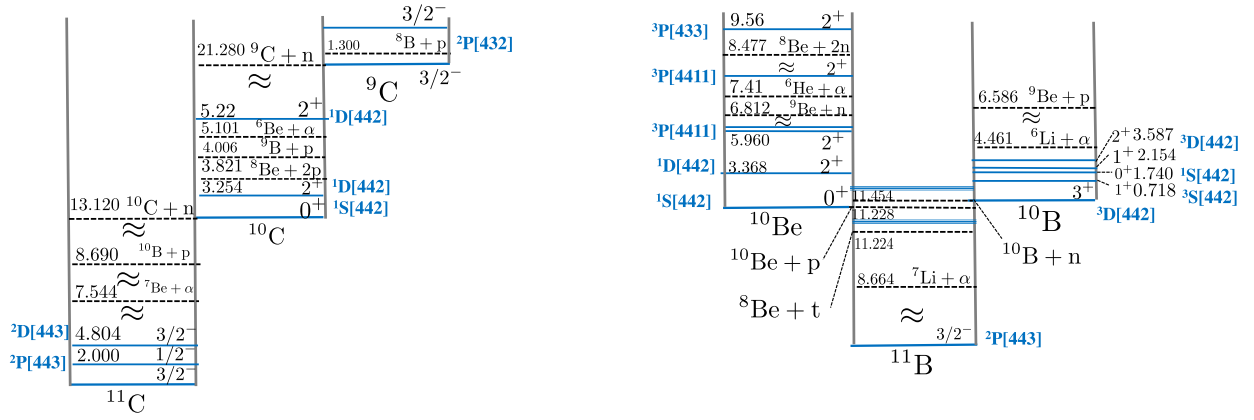 3/2⁻
1.300 ⁸B + p
²P[432]
21.280 ⁹C + n
3/2⁻
⁹C
≈
5.22 2⁺
¹D[442]
5.101 ⁶Be + α
4.006 ⁹B + p
3.821 ⁸Be + 2p
3.254 2⁺
¹D[442]
0⁺
¹S[442]
¹⁰C
13.120 ¹⁰C + n
≈
8.690 ¹⁰B + p
≈
7.544 ⁷Be + α
≈
²D[443]
4.804 3/2⁻
²P[443]
2.000 1/2⁻
3/2⁻
¹¹C
³P[433]
9.56 2⁺
8.477 ⁸Be + 2n
≈
2⁺
³P[4411]
7.41 ⁶He + α
6.812 ⁹Be + n
≈
³P[4411]
5.960 2⁺
¹D[442]
3.368 2⁺
¹S[442]
0⁺
¹⁰Be
11.454
11.228
11.224
¹⁰Be + p
⁸Be + t
¹⁰B + n
8.664 ⁷Li + α
≈
3/2⁻
²P[443]
¹¹B
6.586 ⁹Be + p
≈
4.461 ⁶Li + α
2⁺ 3.587
³D[442]
1⁺ 2.154
0⁺ 1.740
¹S[442]
1⁺ 0.718
³S[442]
3⁺
³D[442]
¹⁰B